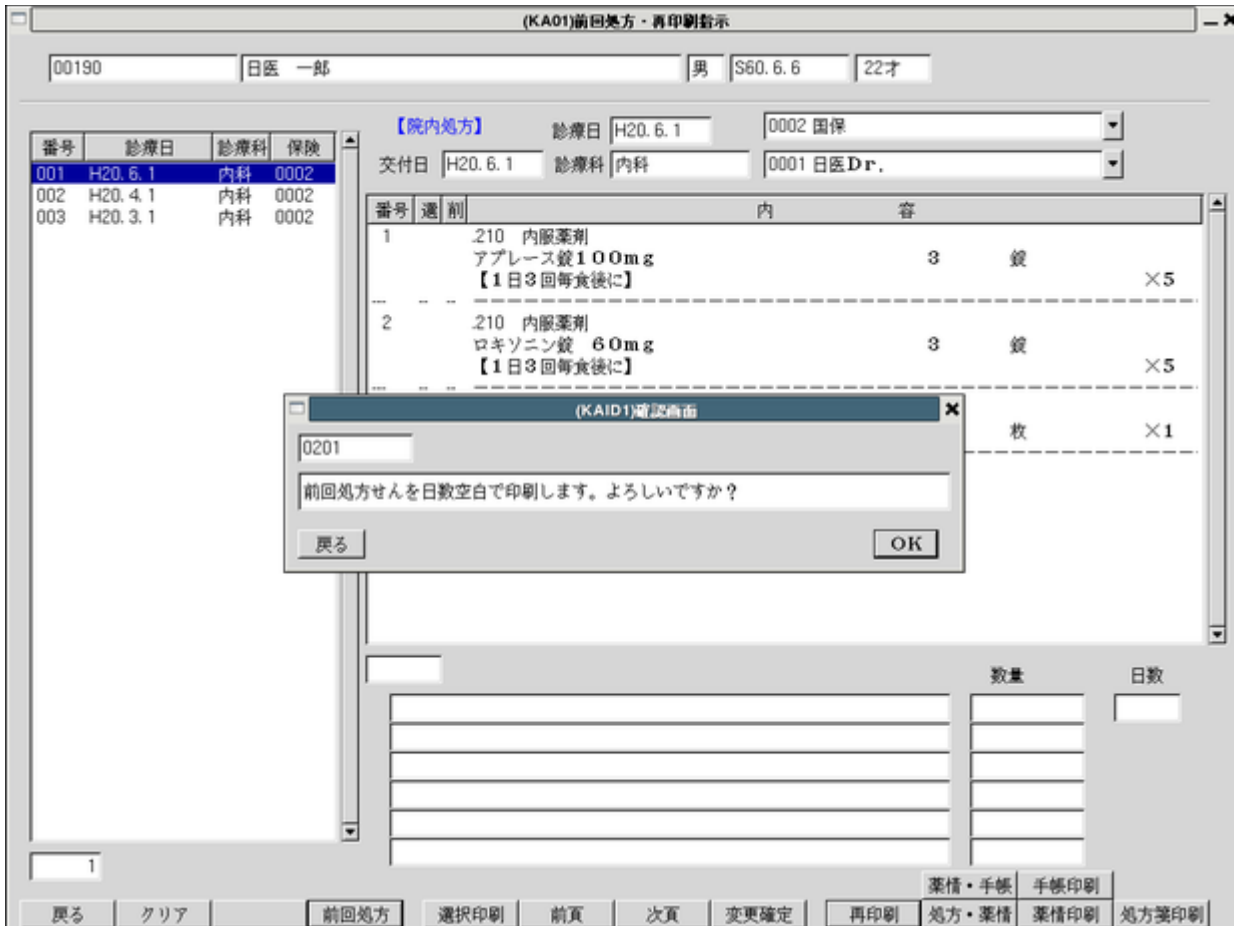 (KA01)前回処方・再印刷指示
00190 日医 一郎 男 S60. 6. 6 22才
【院内処方】 診療日 H20. 6. 1 0002 国保
交付日 H20. 6. 1 診療科 内科 0001 日医Dr.
番号 診療日 診療科 保険
001 H20. 6. 1 内科 0002
002 H20. 4. 1 内科 0002
003 H20. 3. 1 内科 0002
番号 選 削 内 容
1 .210 内服薬剤
アプレース錠100mg 3 錠
【1日3回毎食後に】 ×5
2 .210 内服薬剤
ロキソニン錠 60mg 3 錠
【1日3回毎食後に】 ×5
枚 ×1
(KAID1)確認画面
0201
前回処方せんを日数空白で印刷します。よろしいですか?
戻る OK
数量 日数
1
薬情・手帳 手帳印刷
戻る クリア 前回処方 選択印刷 前頁 次頁 変更確定 再印刷 処方・薬情 薬情印刷 処方箋印刷